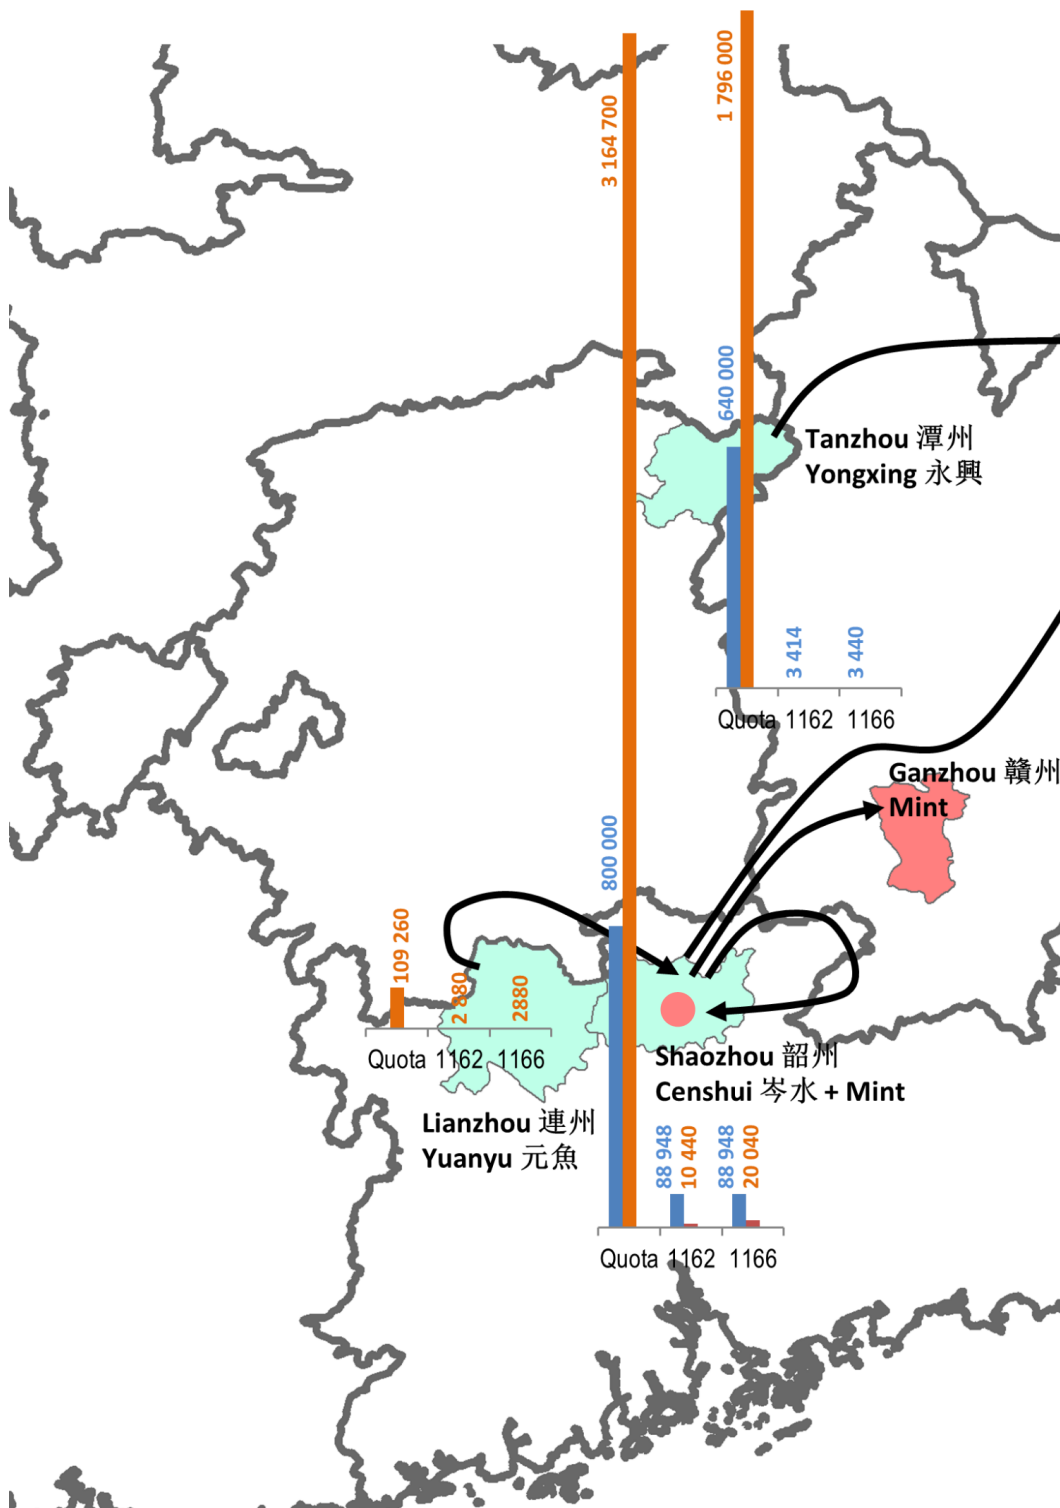 1 796 000
3 164 700
640 000
Tanzhou 潭州
Yongxing 永興
3 414
3 440
Quota 1162 1166
Ganzhou 贛州
Mint
800 000
109 260
2 880
2880
Quota 1162 1166
Shaozhou 韶州
Censhui 岑水 + Mint
Lianzhou 連州
Yuanyu 元魚
88 948
10 440
88 948
20 040
Quota 1162 1166